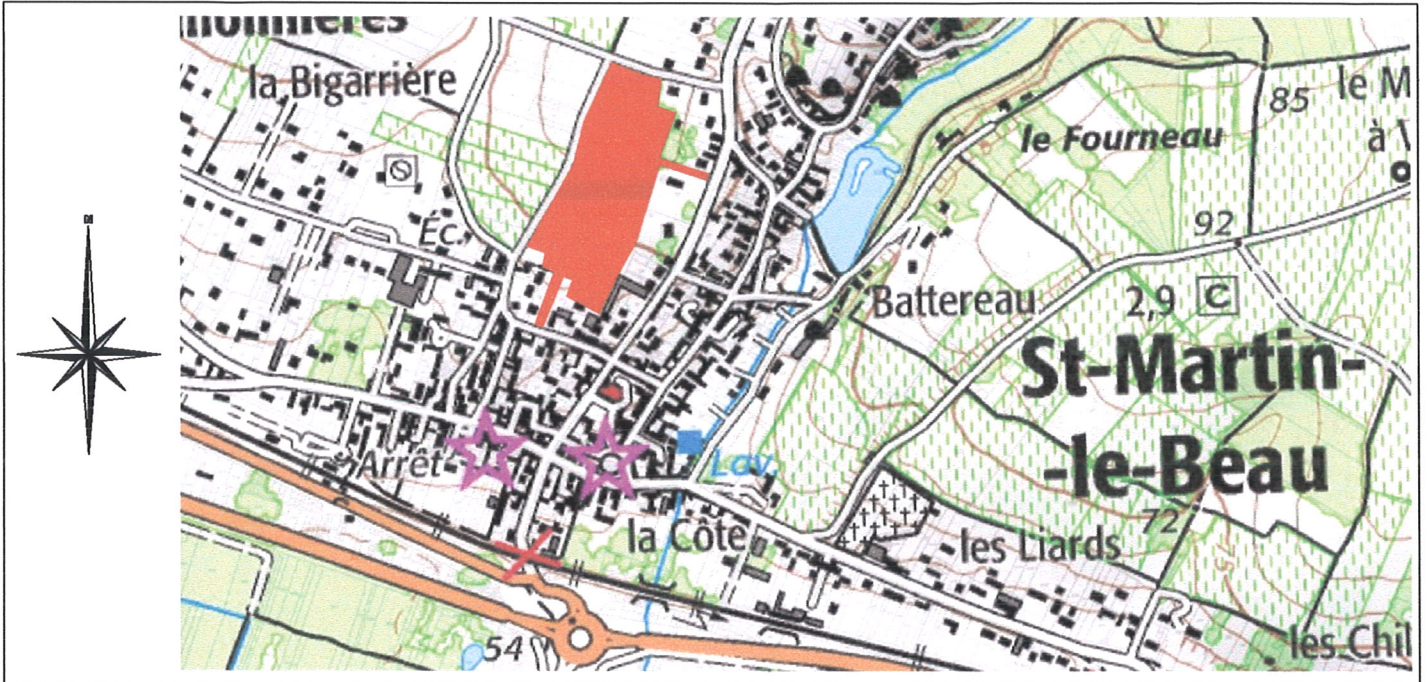 la Bigarrière
85
le M
le Fourneau
à V
92
Éc.
Battereau
2,9 C
St-Martin-
-le-Beau
Arrêt
Lav.
72
la Côte
les Liards
54
les Chil